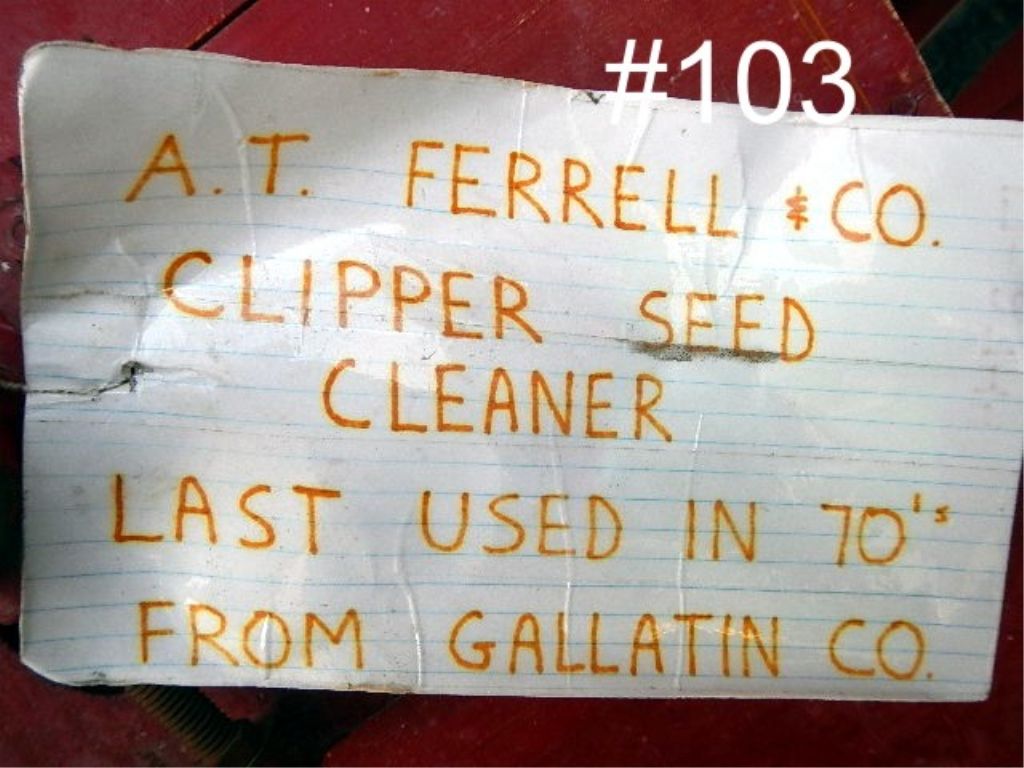 #103
A.T. FERRELL & CO.
CLIPPER SEED
CLEANER
LAST USED IN 70's
FROM GALLATIN CO.